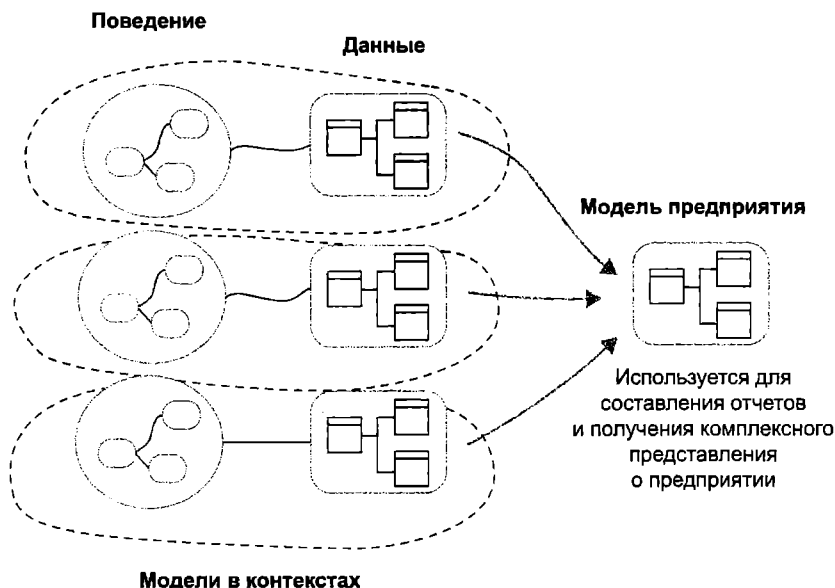 Поведение
Данные
Модель предприятия
Используется для
составления отчетов
и получения комплексного
представления
о предприятии
Модели в контекстах